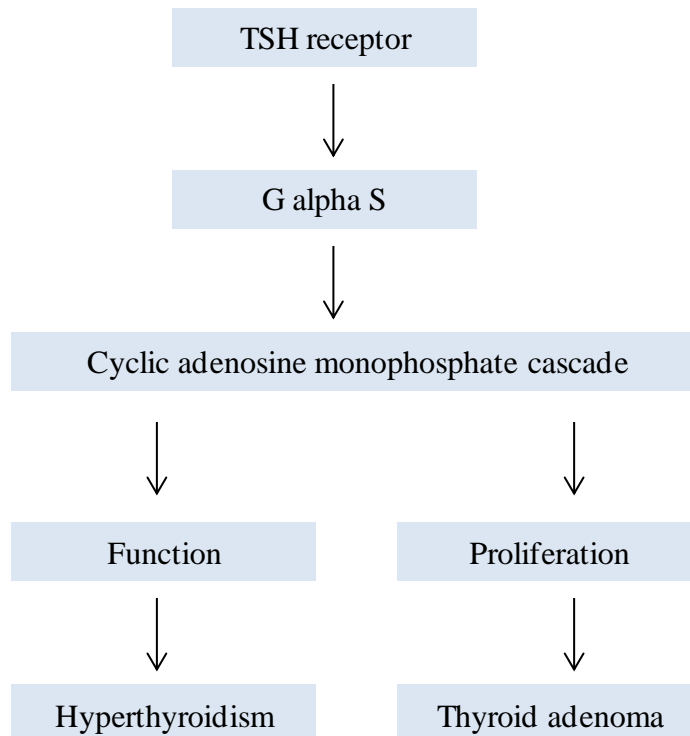 TSH receptor
G alpha S
Cyclic adenosine monophosphate cascade
Function
Proliferation
Hyperthyroidism
Thyroid adenoma